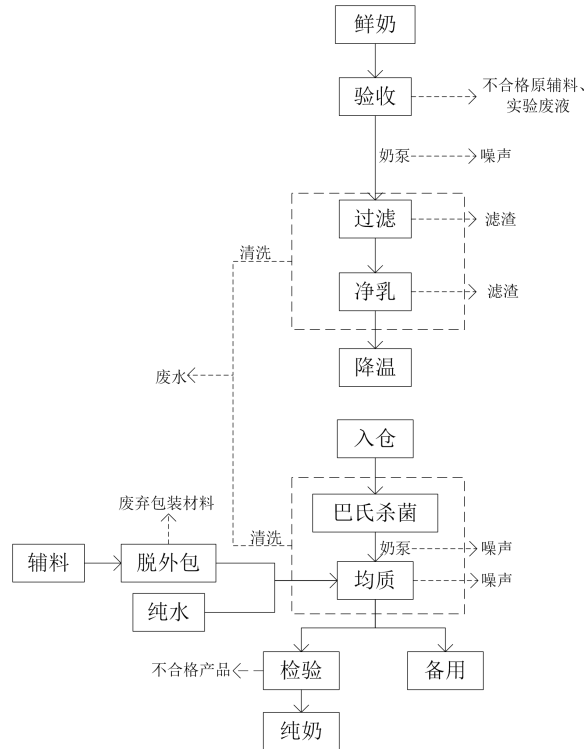 鲜奶
验收
不合格原辅料、
实验废液
奶泵
噪声
过滤
滤渣
清洗
净乳
滤渣
降温
废水
入仓
废弃包装材料
巴氏杀菌
清洗
奶泵
噪声
辅料
脱外包
均质
噪声
纯水
不合格产品
检验
备用
纯奶